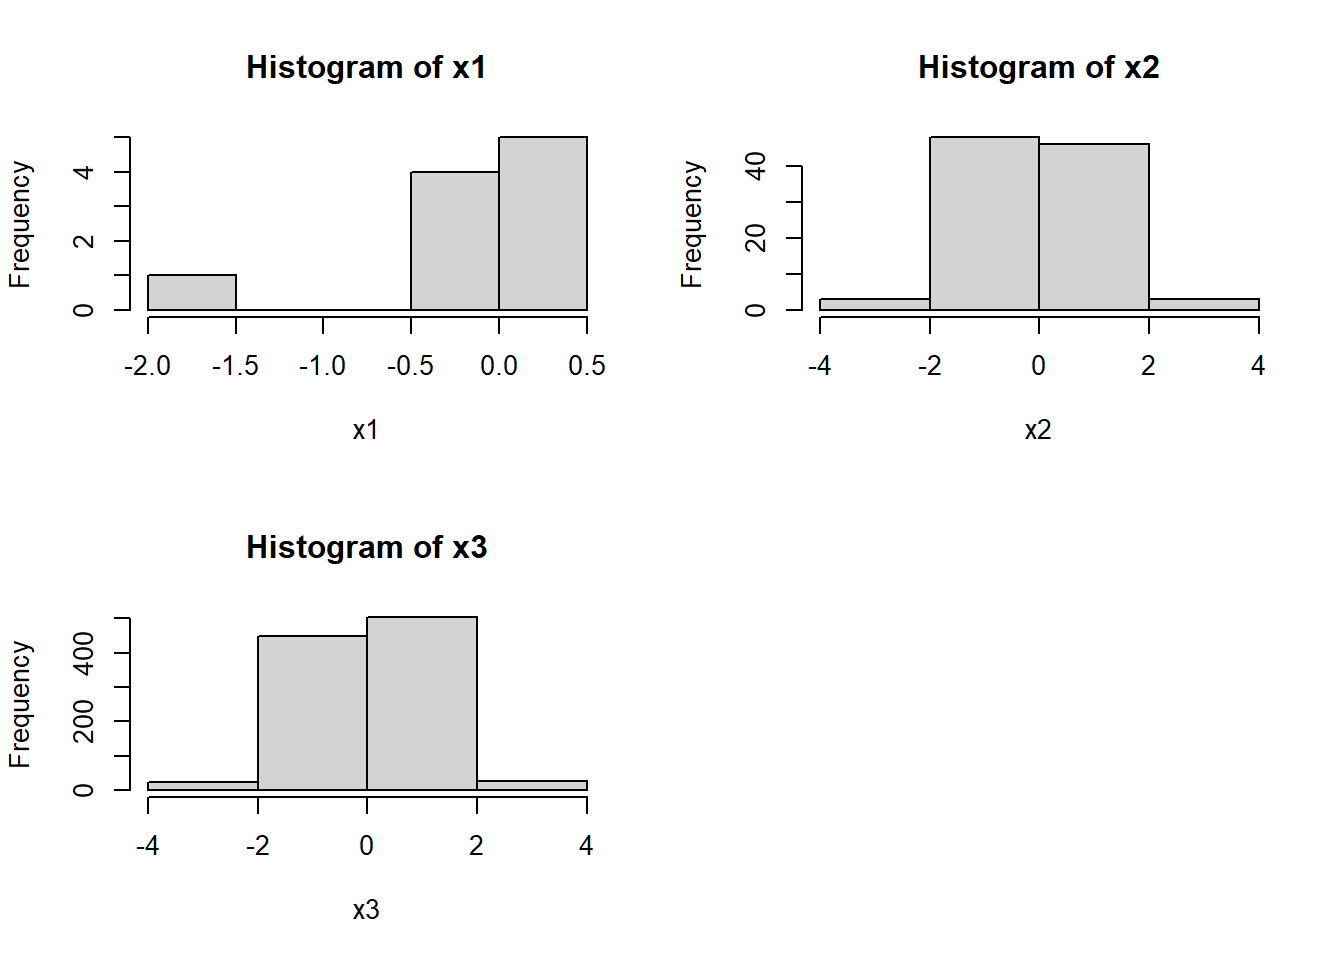 Histogram of x1
Frequency
0 2 4
-2.0 -1.5 -1.0 -0.5 0.0 0.5
x1
Histogram of x2
Frequency
0 20 40
-4 -2 0 2 4
x2
Histogram of x3
Frequency
0 200 400
-4 -2 0 2 4
x3